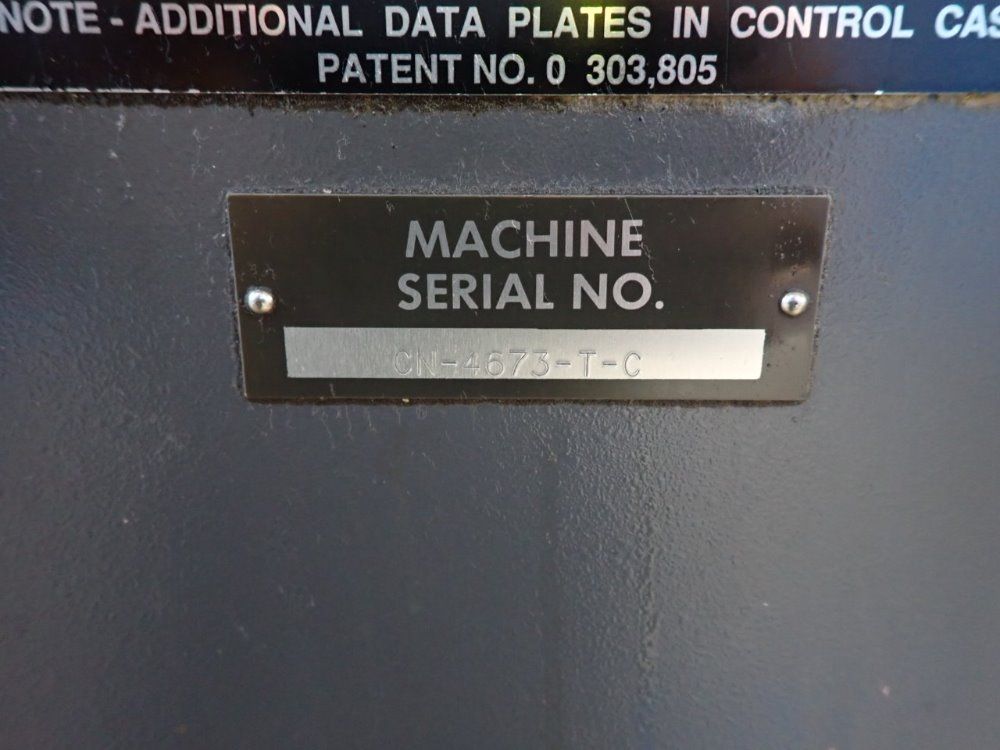 NOTE - ADDITIONAL DATA PLATES IN CONTROL CAS
PATENT NO. 0 303,805
MACHINE
SERIAL NO.
CN-4673-T-C